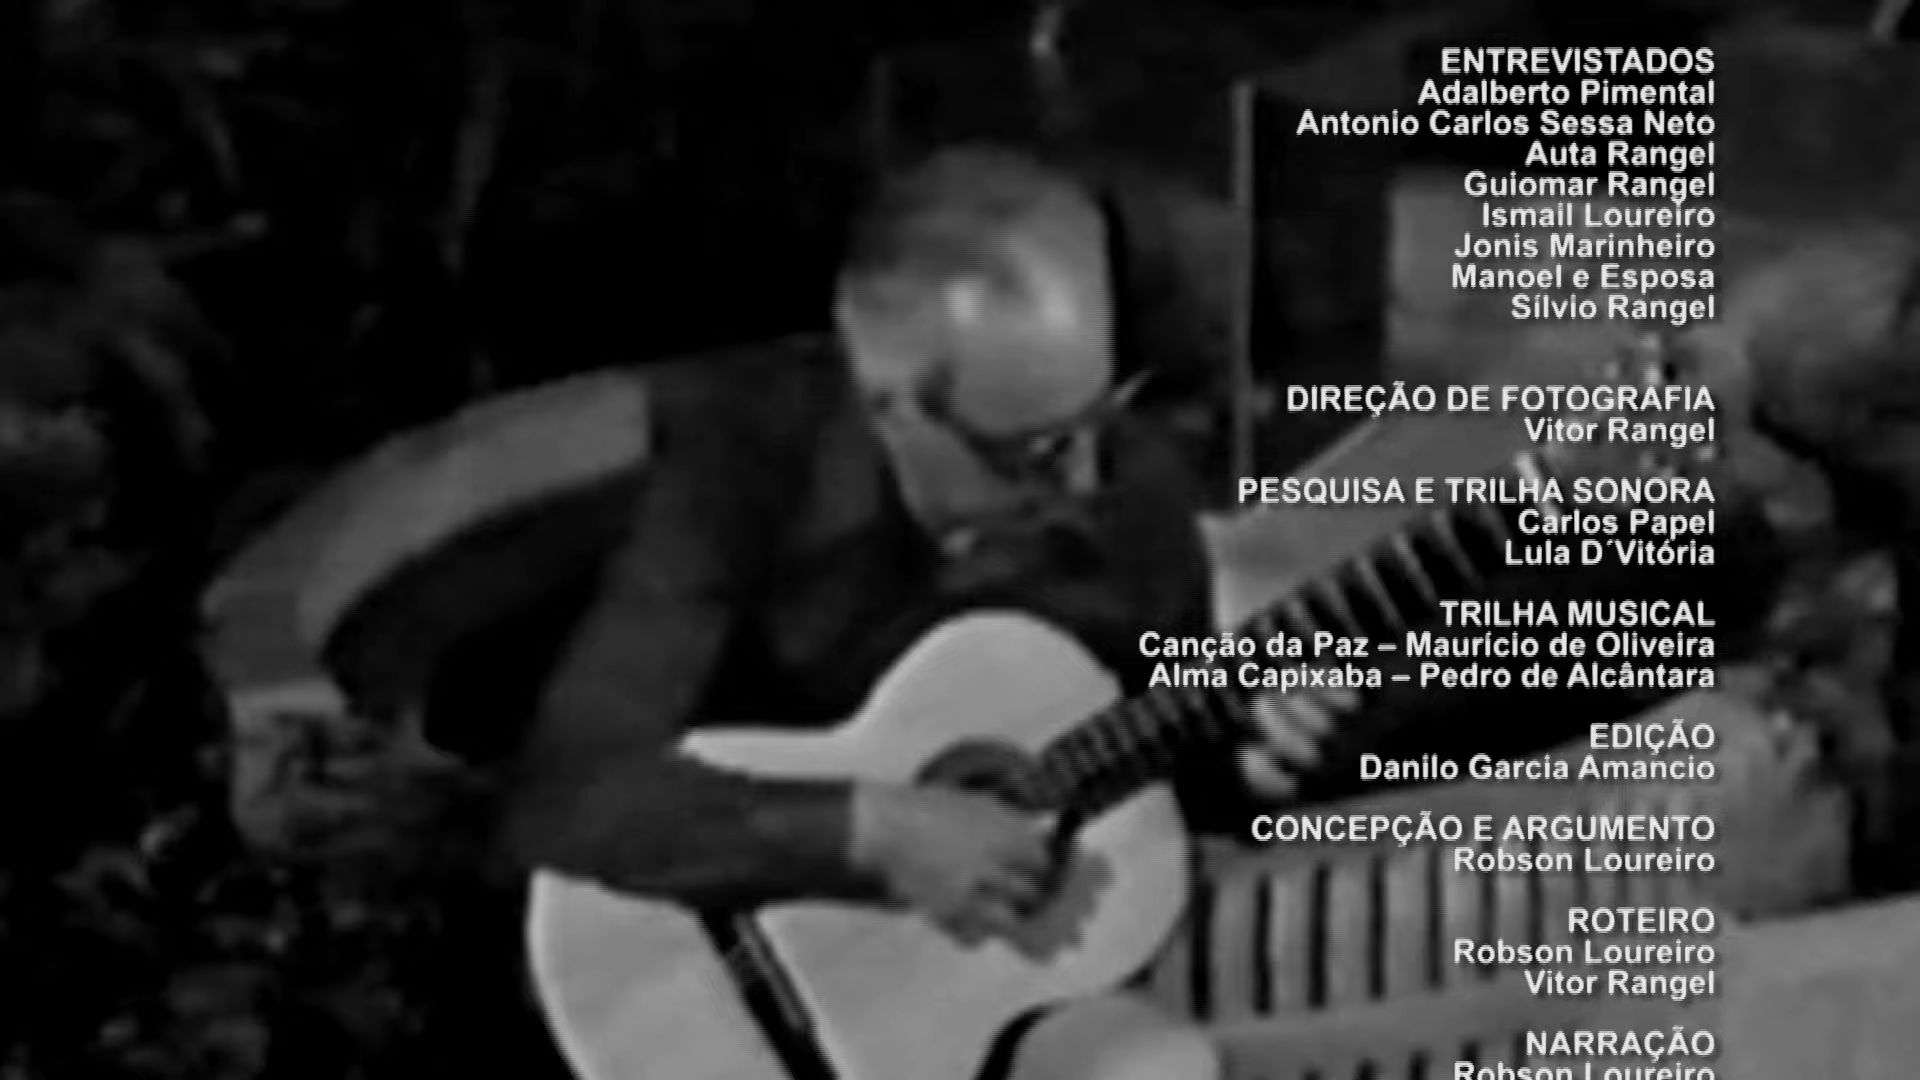 ENTREVISTADOS
Adalberto Pimental
Antonio Carlos Sessa Neto
Auta Rangel
Guiomar Rangel
Ismail Loureiro
Jonis Marinheiro
Manoel e Esposa
Sílvio Rangel
DIREÇÃO DE FOTOGRAFIA
Vitor Rangel
PESQUISA E TRILHA SONORA
Carlos Papel
Lula D´Vitória
TRILHA MUSICAL
Canção da Paz – Maurício de Oliveira
Alma Capixaba – Pedro de Alcântara
EDIÇÃO
Danilo Garcia Amancio
CONCEPÇÃO E ARGUMENTO
Robson Loureiro
ROTEIRO
Robson Loureiro
Vitor Rangel
NARRAÇÃO
Robson Loureiro